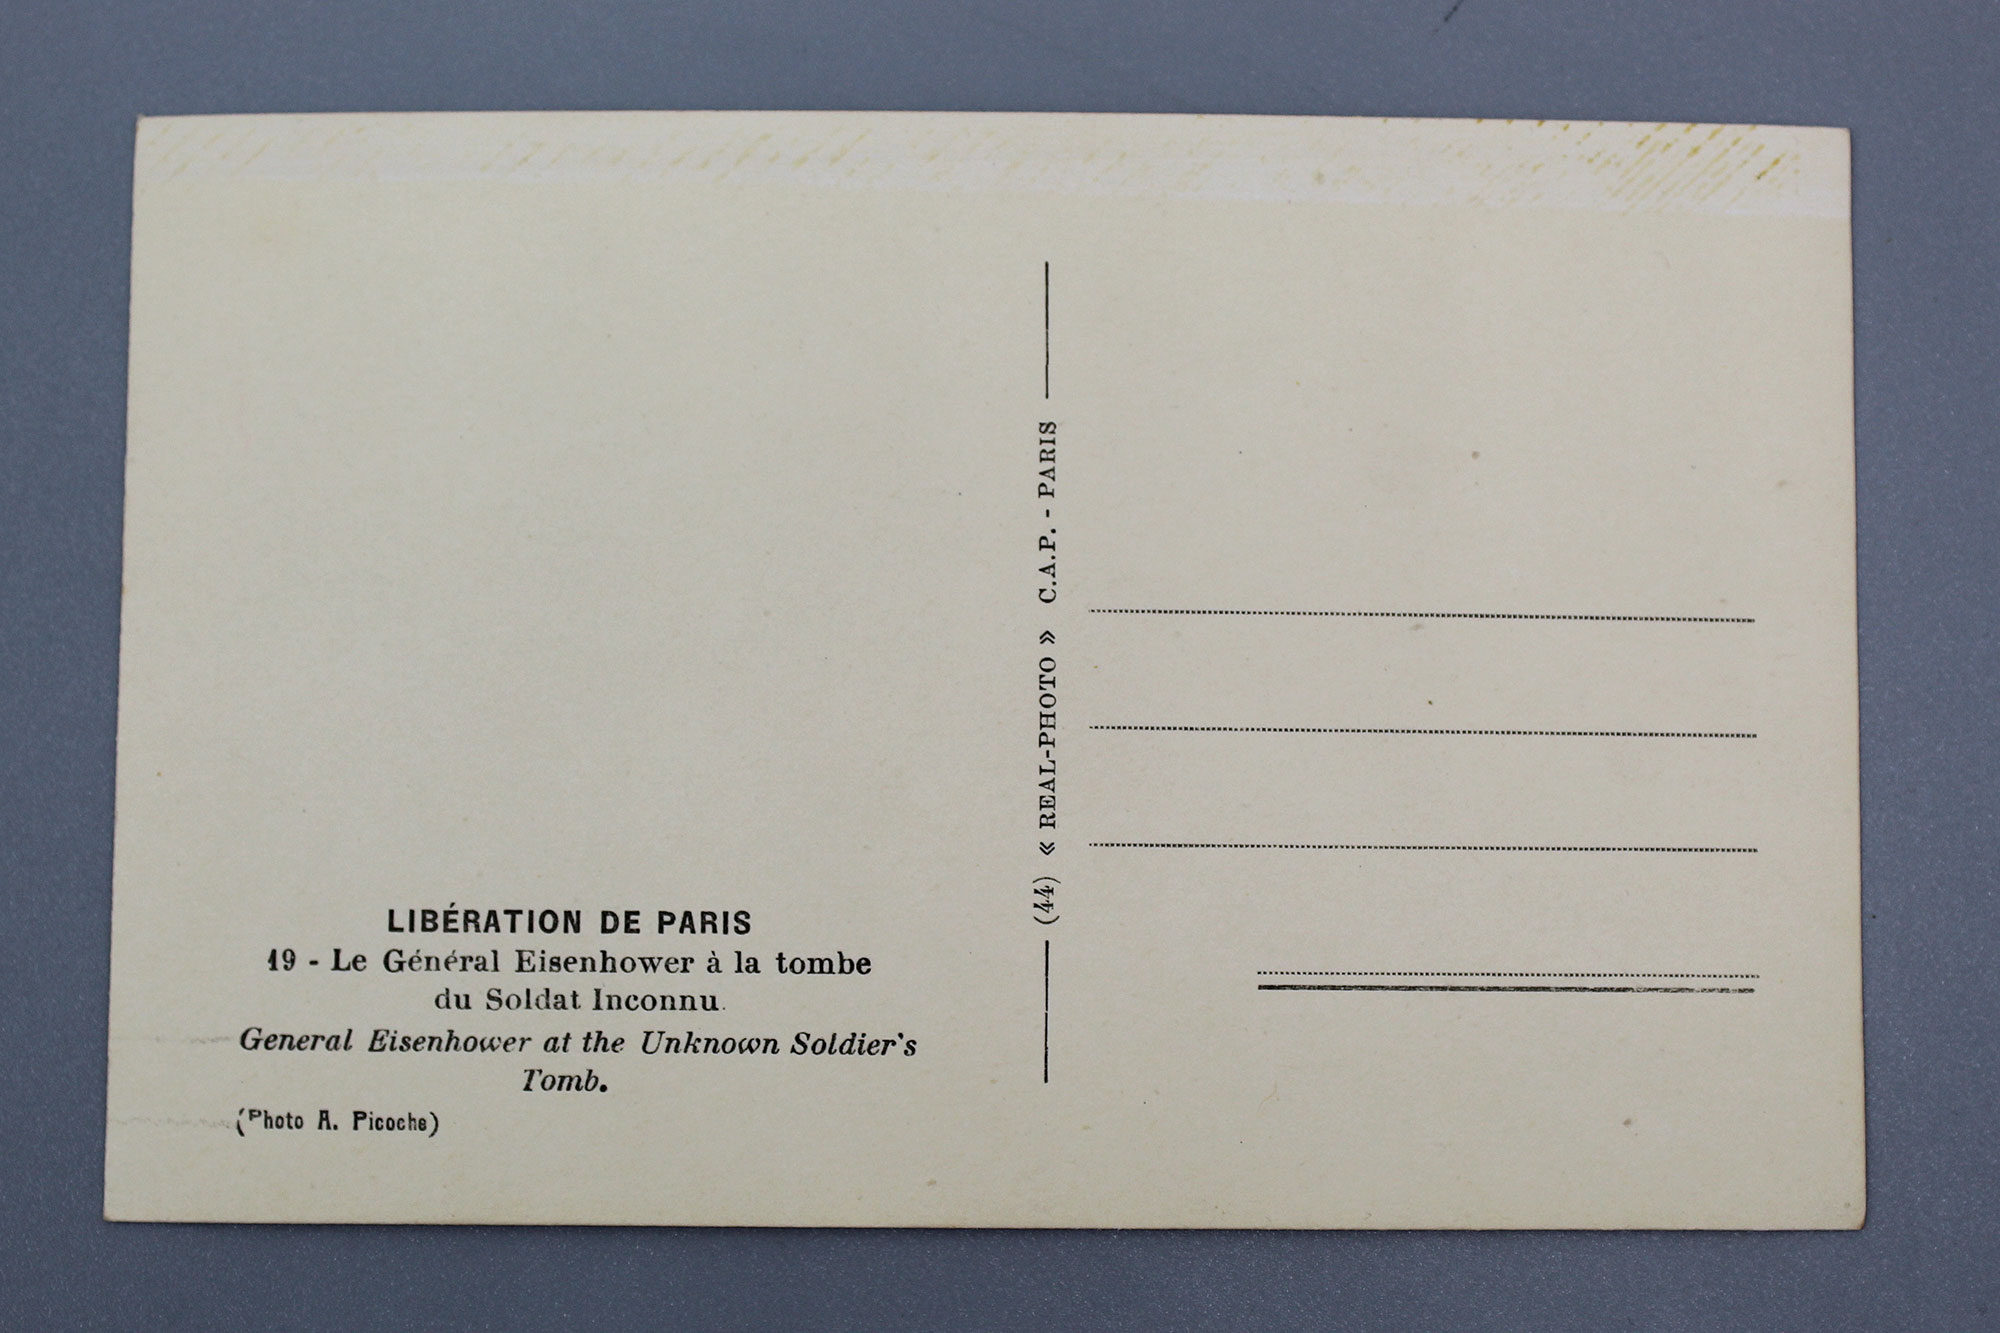 LIBÉRATION DE PARIS
19 - Le Général Eisenhower à la tombe
du Soldat Inconnu.
General Eisenhower at the Unknown Soldier's
Tomb.
(Photo A. Picoche)
(44) « REAL-PHOTO » C.A.P. - PARIS